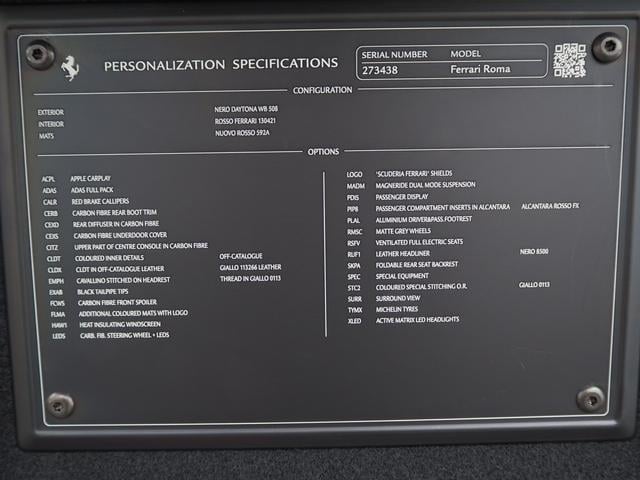 PERSONALIZATION SPECIFICATIONS
SERIAL NUMBER MODEL
273438 Ferrari Roma
CONFIGURATION
EXTERIOR NERO DAYTONA WB 508
INTERIOR ROSSO FERRARI 130421
MATS NUOVO ROSSO 592A
OPTIONS
ACPL APPLE CARPLAY
ADAS ADAS FULL PACK
CALR RED BRAKE CALLIPERS
CERB CARBON FIBRE REAR BOOT TRIM
CEXD REAR DIFFUSER IN CARBON FIBRE
CEXS CARBON FIBRE UNDERDOOR COVER
CITZ UPPER PART OF CENTRE CONSOLE IN CARBON FIBRE
CLDT COLOURED INNER DETAILS OFF-CATALOGUE
CLDX CLDT IN OFF-CATALOGUE LEATHER GIALLO 113266 LEATHER
EMPH CAVALLINO STITCHED ON HEADREST THREAD IN GIALLO 0113
EXAB BLACK TAILPIPE TIPS
FCWS CARBON FIBRE FRONT SPOILER
FLMA ADDITIONAL COLOURED MATS WITH LOGO
HAW1 HEAT INSULATING WINDSCREEN
LEDS CARB. FIB. STEERING WHEEL + LEDS
LOGO 'SCUDERIA FERRARI' SHIELDS
MADM MAGNERIDE DUAL MODE SUSPENSION
PDIS PASSENGER DISPLAY
PIP8 PASSENGER COMPARTMENT INSERTS IN ALCANTARA ALCANTARA ROSSO FX
PLAL ALUMINIUM DRIVER&PASS.FOOTREST
RMSC MATTE GREY WHEELS
RSFV VENTILATED FULL ELECTRIC SEATS
RUF1 LEATHER HEADLINER NERO 8500
SKPA FOLDABLE REAR SEAT BACKREST
SPEC SPECIAL EQUIPMENT
STC2 COLOURED SPECIAL STITCHING O.R. GIALLO 0113
SURR SURROUND VIEW
TYMX MICHELIN TYRES
XLED ACTIVE MATRIX LED HEADLIGHTS